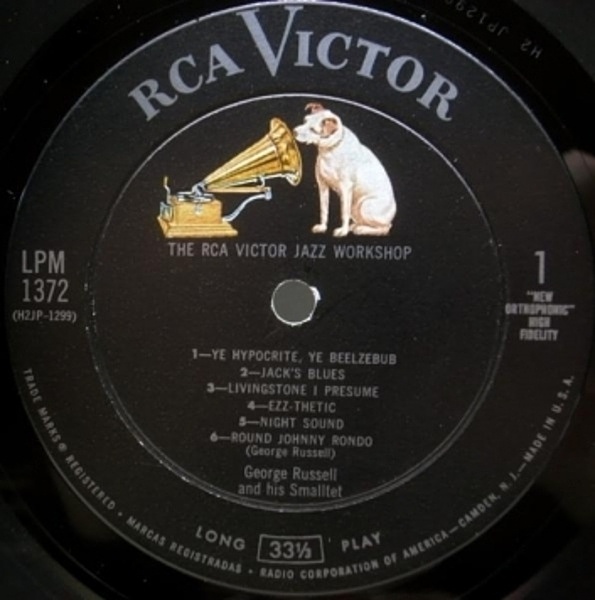 RCA VICTOR
THE RCA VICTOR JAZZ WORKSHOP
LPM
1372
(H2JP-1299)
1
"NEW
ORTHOPHONIC"
HIGH
FIDELITY
1—YE HYPOCRITE, YE BEELZEBUB
2—JACK'S BLUES
3—LIVINGSTONE I PRESUME
4—EZZ-THETIC
5—NIGHT SOUND
6—ROUND JOHNNY RONDO
(George Russell)
George Russell
and his Smalltet
LONG 33⅓ PLAY
TRADE MARKS ® REGISTERED • MARCAS REGISTRADAS • RADIO CORPORATION OF AMERICA—CAMDEN, N. J.—MADE IN U. S. A.